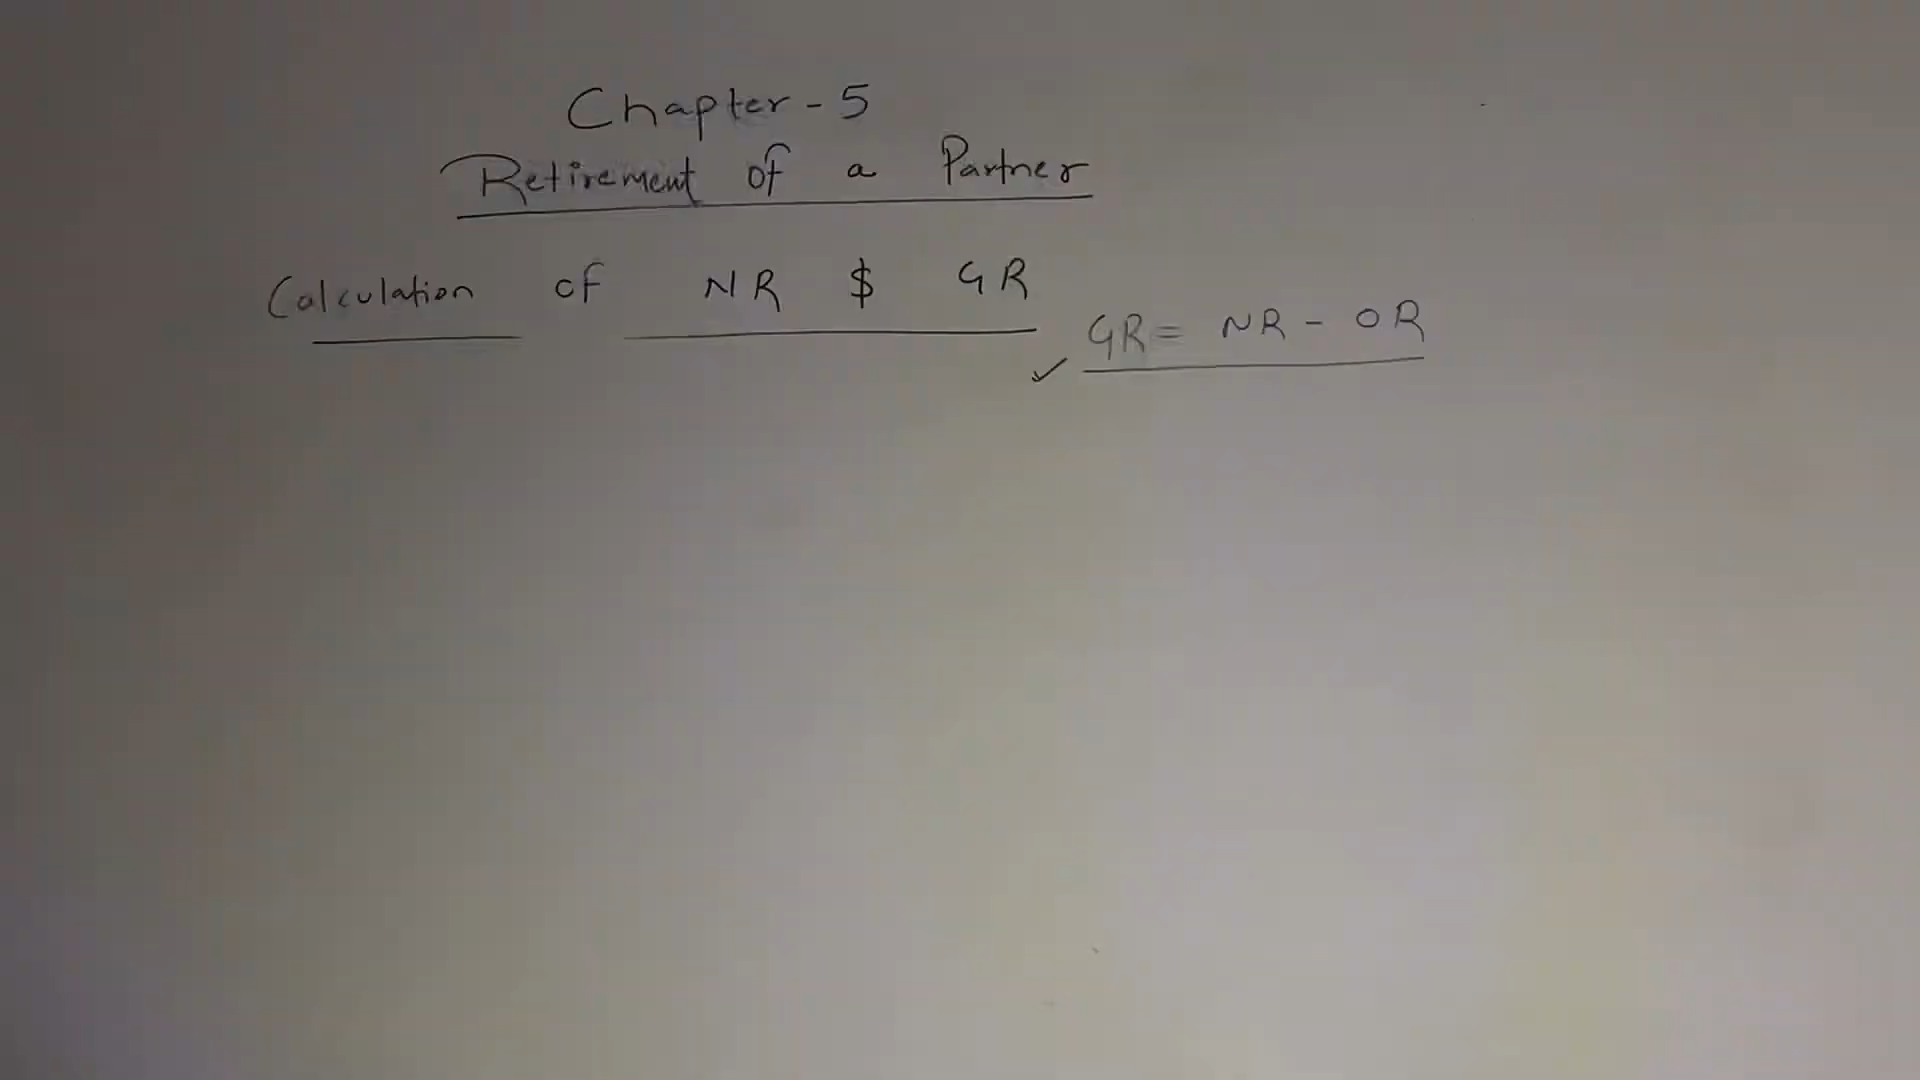 Chapter - 5
Retirement of a Partner
Calculation of NR $ GR
GR = NR - OR